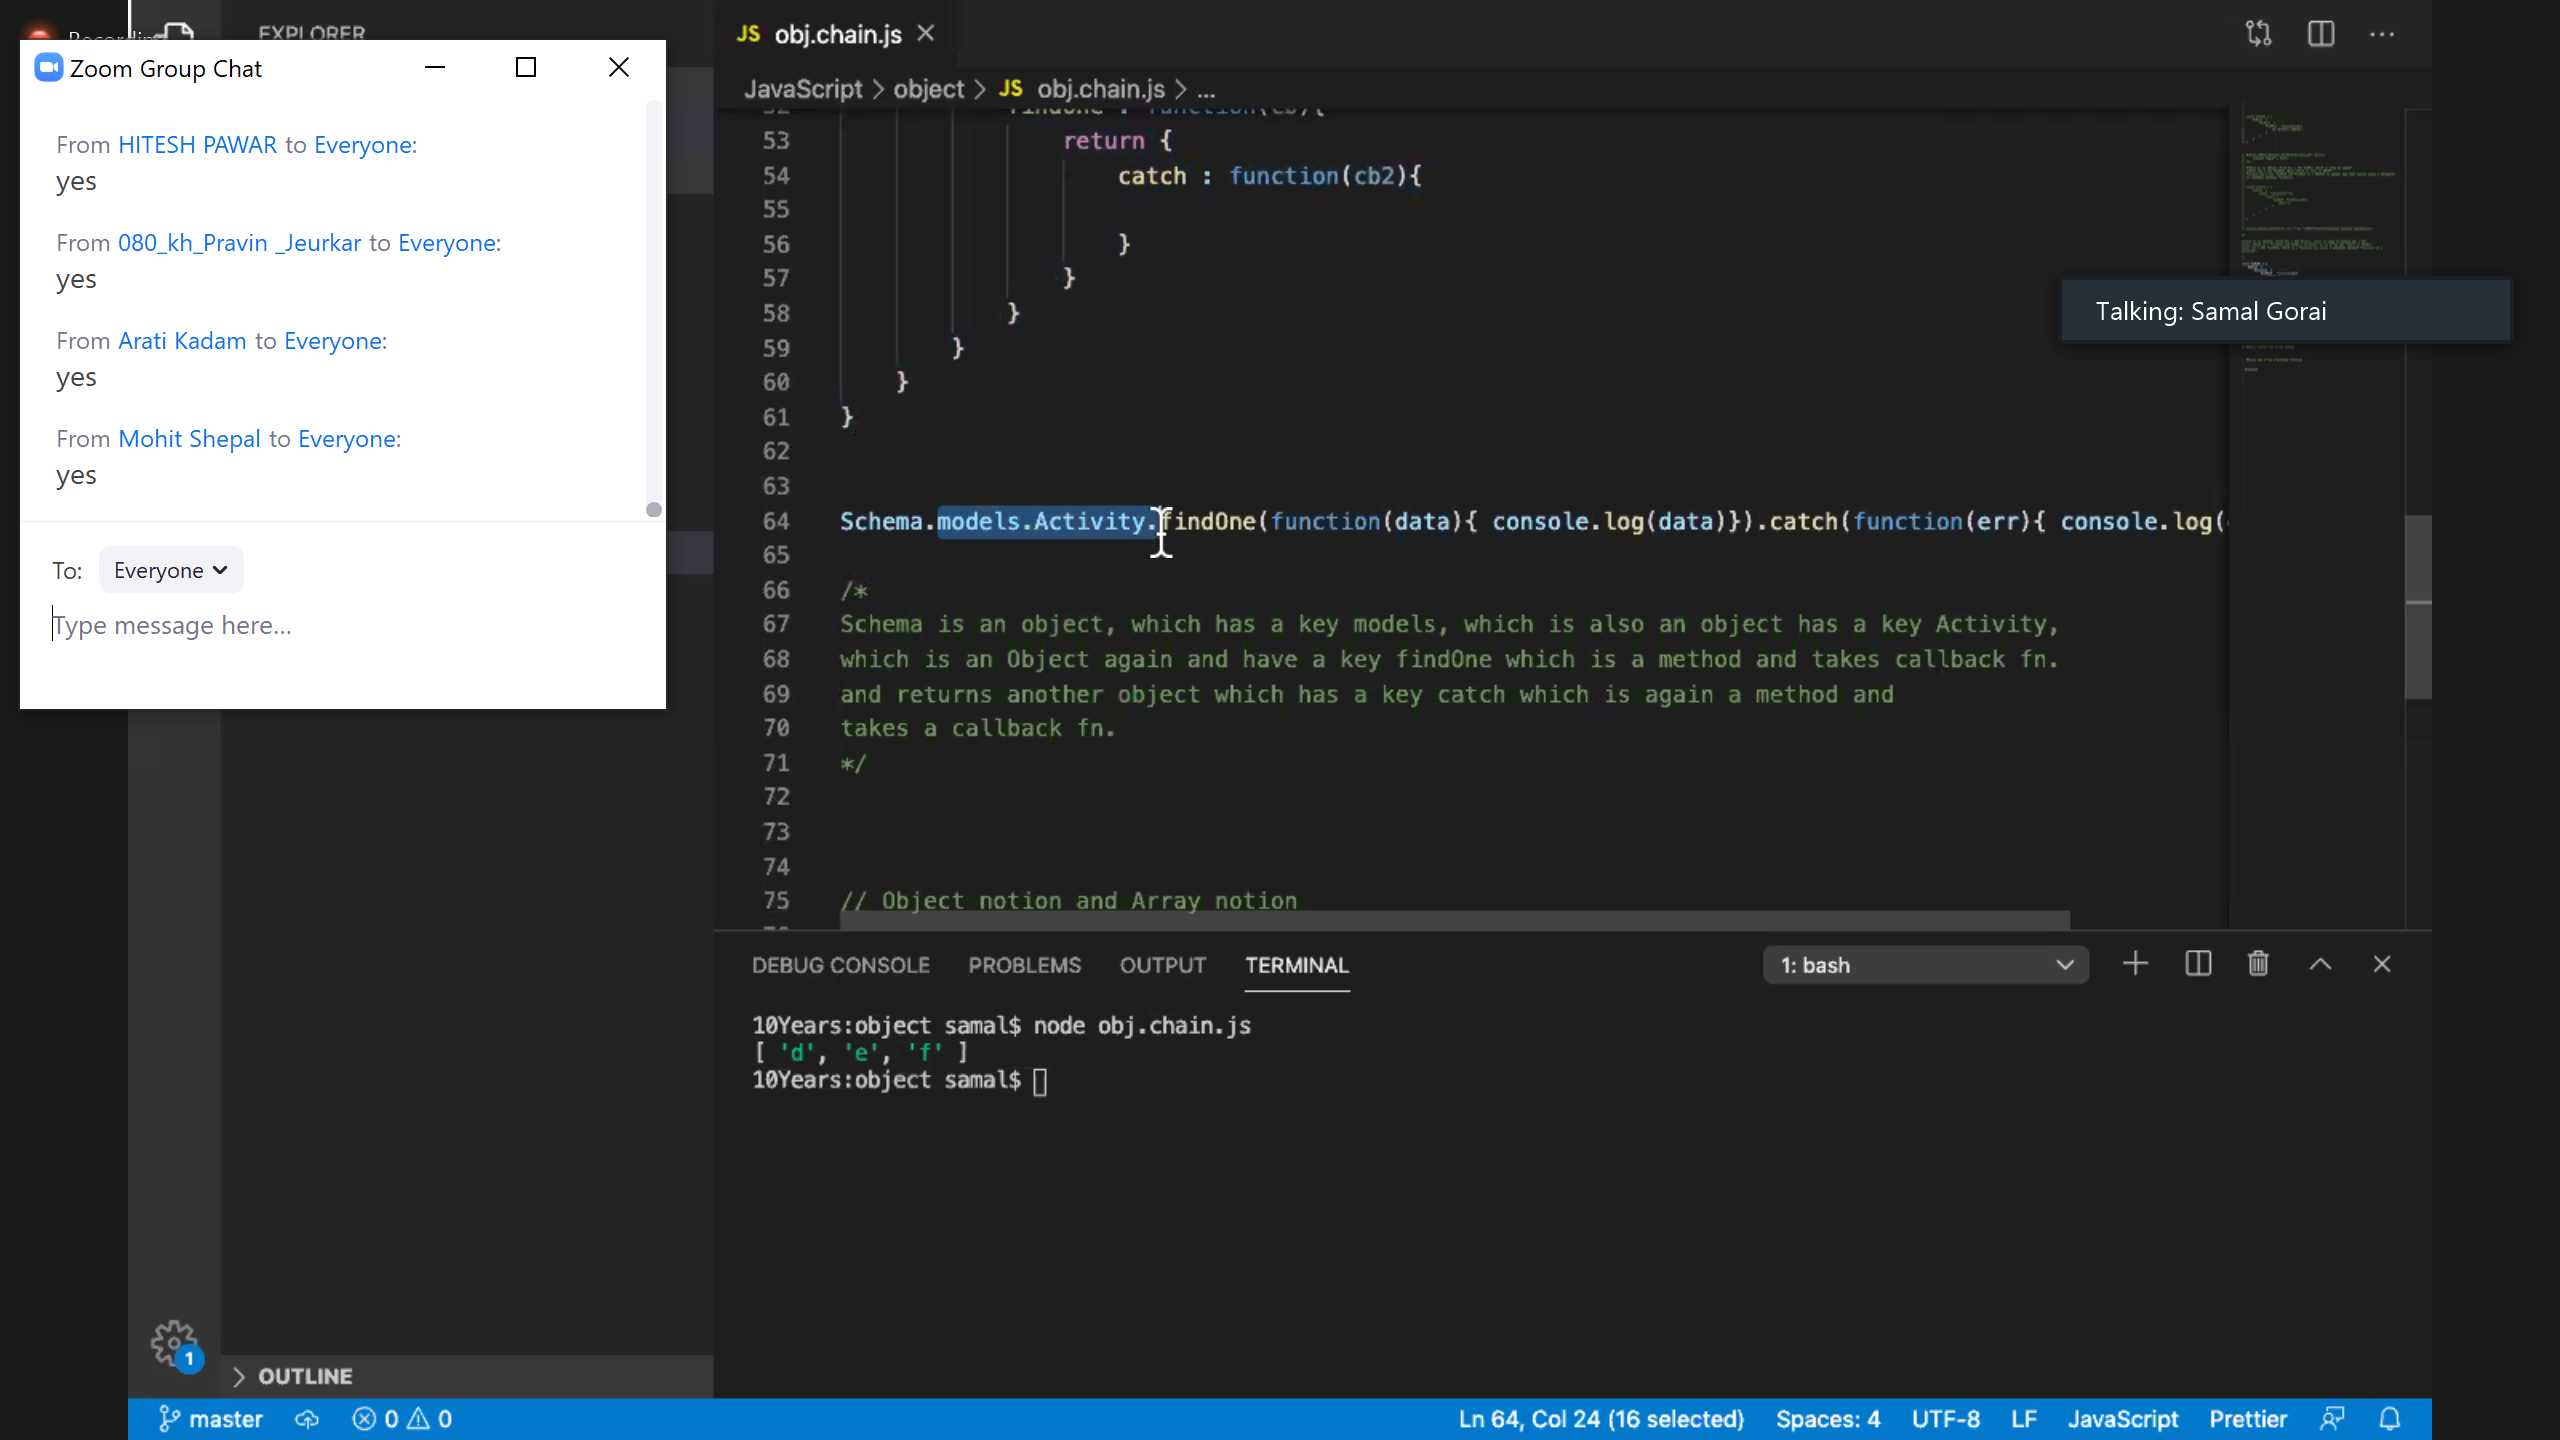 Recording
EXPLORER
Zoom Group Chat
From HITESH PAWAR to Everyone:
yes
From 080_kh_Pravin _Jeurkar to Everyone:
yes
From Arati Kadam to Everyone:
yes
From Mohit Shepal to Everyone:
yes
To: Everyone
Type message here...
JS obj.chain.js
JavaScript > object > JS obj.chain.js > ...
52 findOne : function(cb){
53 return {
54 catch : function(cb2){
55
56 }
57 }
58 }
59 }
60 }
61 }
62
63
64 Schema.models.Activity.findOne(function(data){ console.log(data)}).catch(function(err){ console.log(
65
66 /*
67 Schema is an object, which has a key models, which is also an object has a key Activity,
68 which is an Object again and have a key findOne which is a method and takes callback fn.
69 and returns another object which has a key catch which is again a method and
70 takes a callback fn.
71 */
72
73
74
75 // Object notion and Array notion
Talking: Samal Gorai
DEBUG CONSOLE PROBLEMS OUTPUT TERMINAL
1: bash
10Years:object samal$ node obj.chain.js
[ 'd', 'e', 'f' ]
10Years:object samal$
1
OUTLINE
master 0 0
Ln 64, Col 24 (16 selected) Spaces: 4 UTF-8 LF JavaScript Prettier